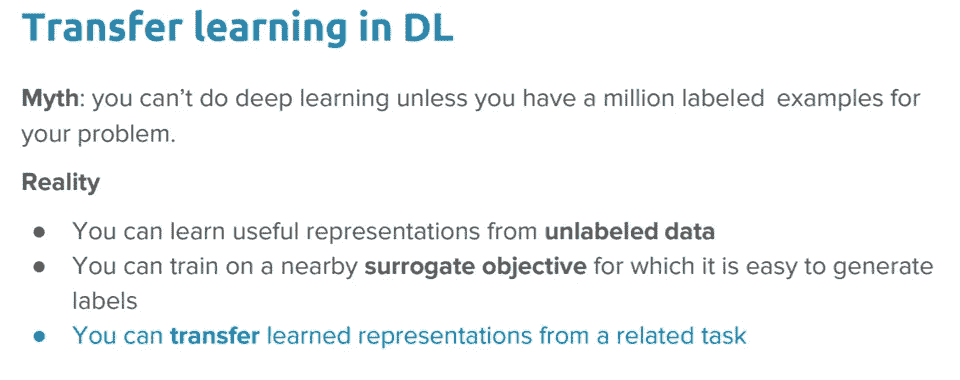 Transfer learning in DL
Myth: you can't do deep learning unless you have a million labeled examples for
your problem.
Reality
● You can learn useful representations from unlabeled data
● You can train on a nearby surrogate objective for which it is easy to generate
labels
● You can transfer learned representations from a related task